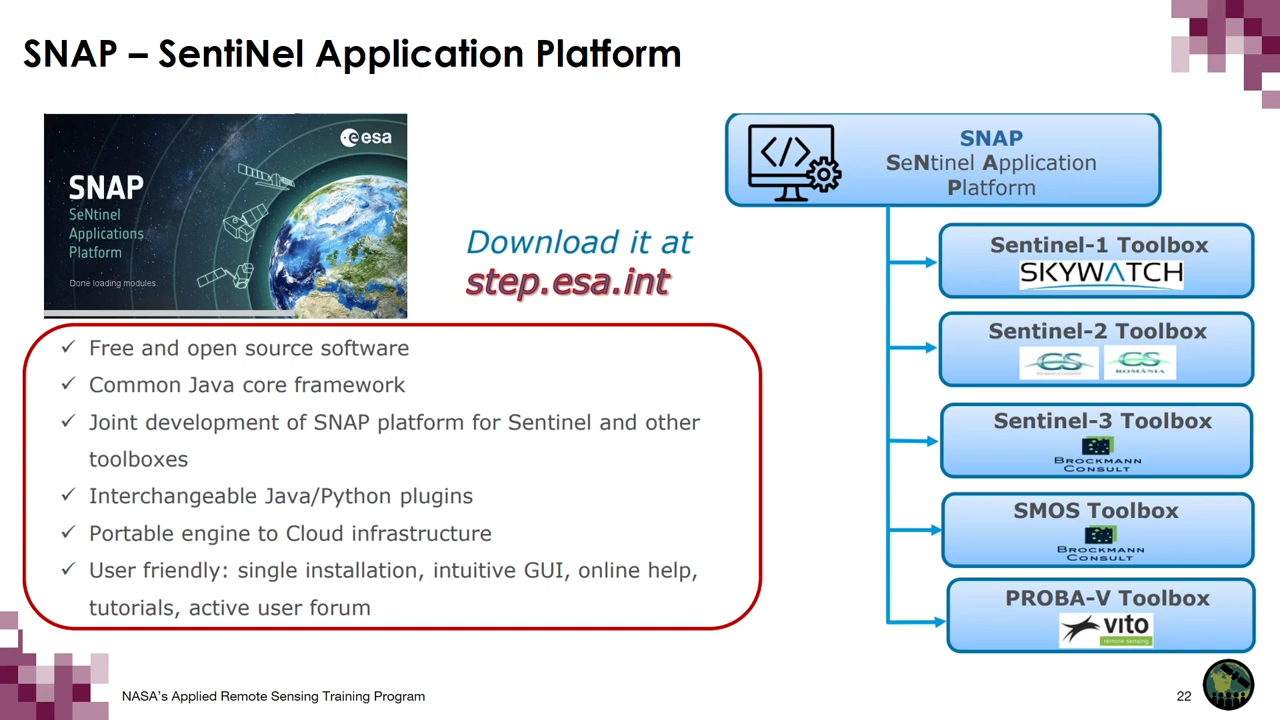 SNAP – SentiNel Application Platform
esa
SNAP
SeNtinel
Applications
Platform
Done loading modules.
Download it at
step.esa.int
✓ Free and open source software
✓ Common Java core framework
✓ Joint development of SNAP platform for Sentinel and other
toolboxes
✓ Interchangeable Java/Python plugins
✓ Portable engine to Cloud infrastructure
✓ User friendly: single installation, intuitive GUI, online help,
tutorials, active user forum
</>
SNAP
SeNtinel Application
Platform
Sentinel-1 Toolbox
SKYWATCH
Sentinel-2 Toolbox
CS CS
ROMÂNIA
Sentinel-3 Toolbox
BROCKMANN
CONSULT
SMOS Toolbox
BROCKMANN
CONSULT
PROBA-V Toolbox
vito
remote sensing
NASA's Applied Remote Sensing Training Program
22